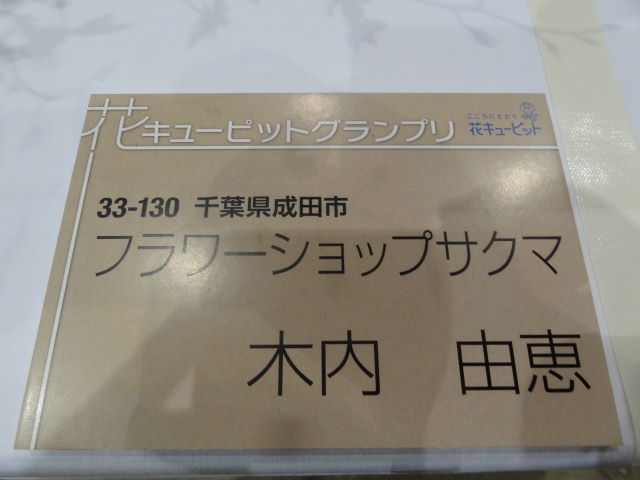 花キューピットグランプリ
こころにとどく
花キューピット
33-130 千葉県成田市
フラワーショップサクマ
木内 由恵